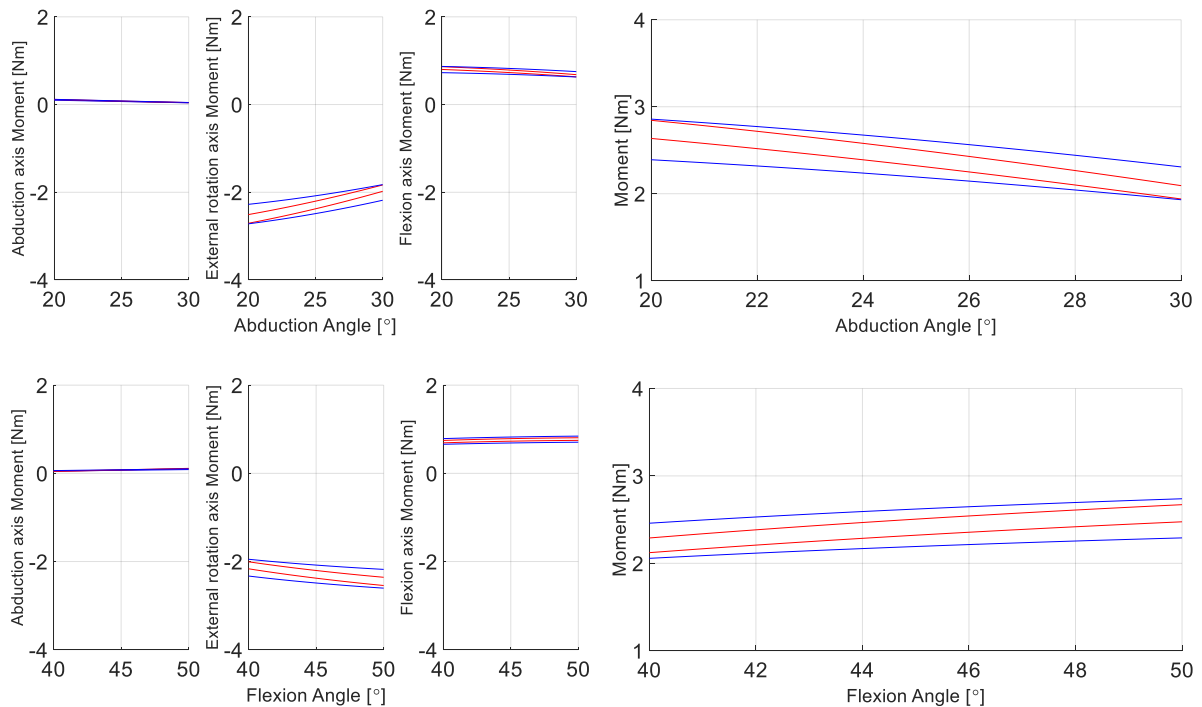 Abduction axis Moment [Nm]
2
0
-2
-4
20 25 30
External rotation axis Moment [Nm]
2
0
-2
-4
20 25 30
Abduction Angle [°]
Flexion axis Moment [Nm]
2
0
-2
-4
20 25 30
Moment [Nm]
4
3
2
1
20 22 24 26 28 30
Abduction Angle [°]
Abduction axis Moment [Nm]
2
0
-2
-4
40 45 50
External rotation axis Moment [Nm]
2
0
-2
-4
40 45 50
Flexion Angle [°]
Flexion axis Moment [Nm]
2
0
-2
-4
40 45 50
Moment [Nm]
4
3
2
1
40 42 44 46 48 50
Flexion Angle [°]